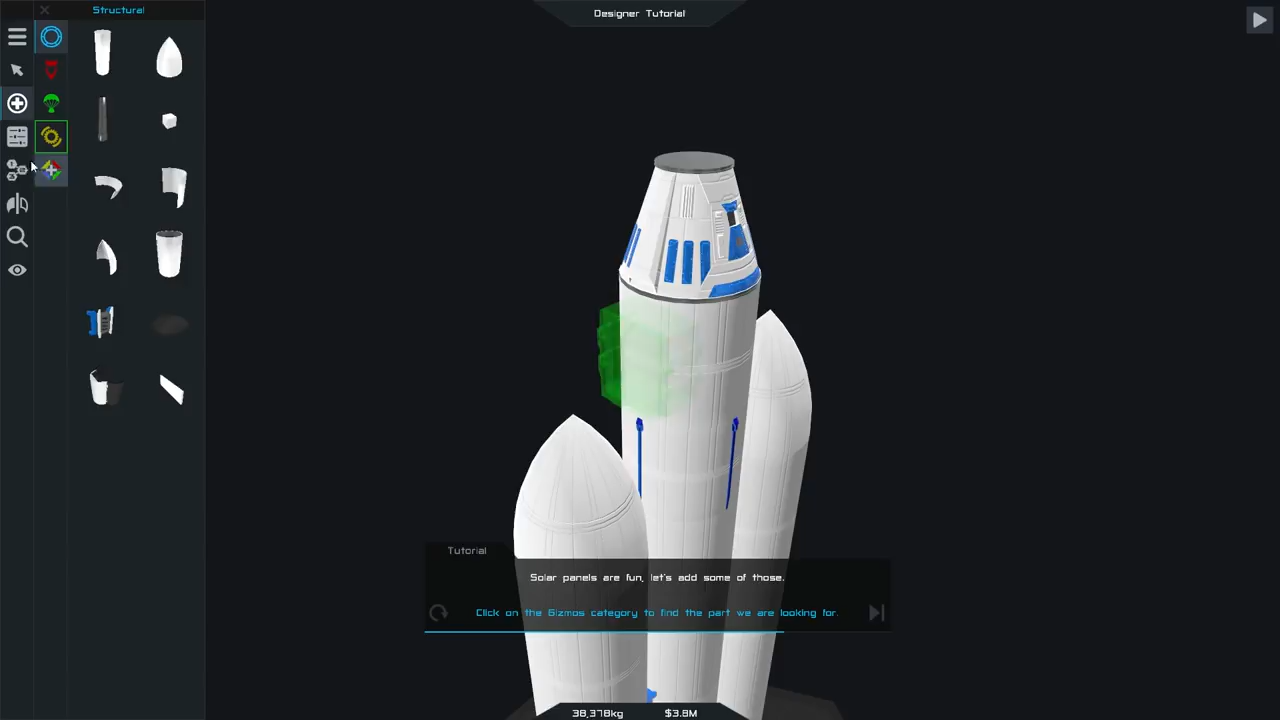 Structural
Designer Tutorial
Tutorial
Solar panels are fun, let's add some of those.
Click on the Gizmos category to find the part we are looking for.
38,378kg
$3.8M